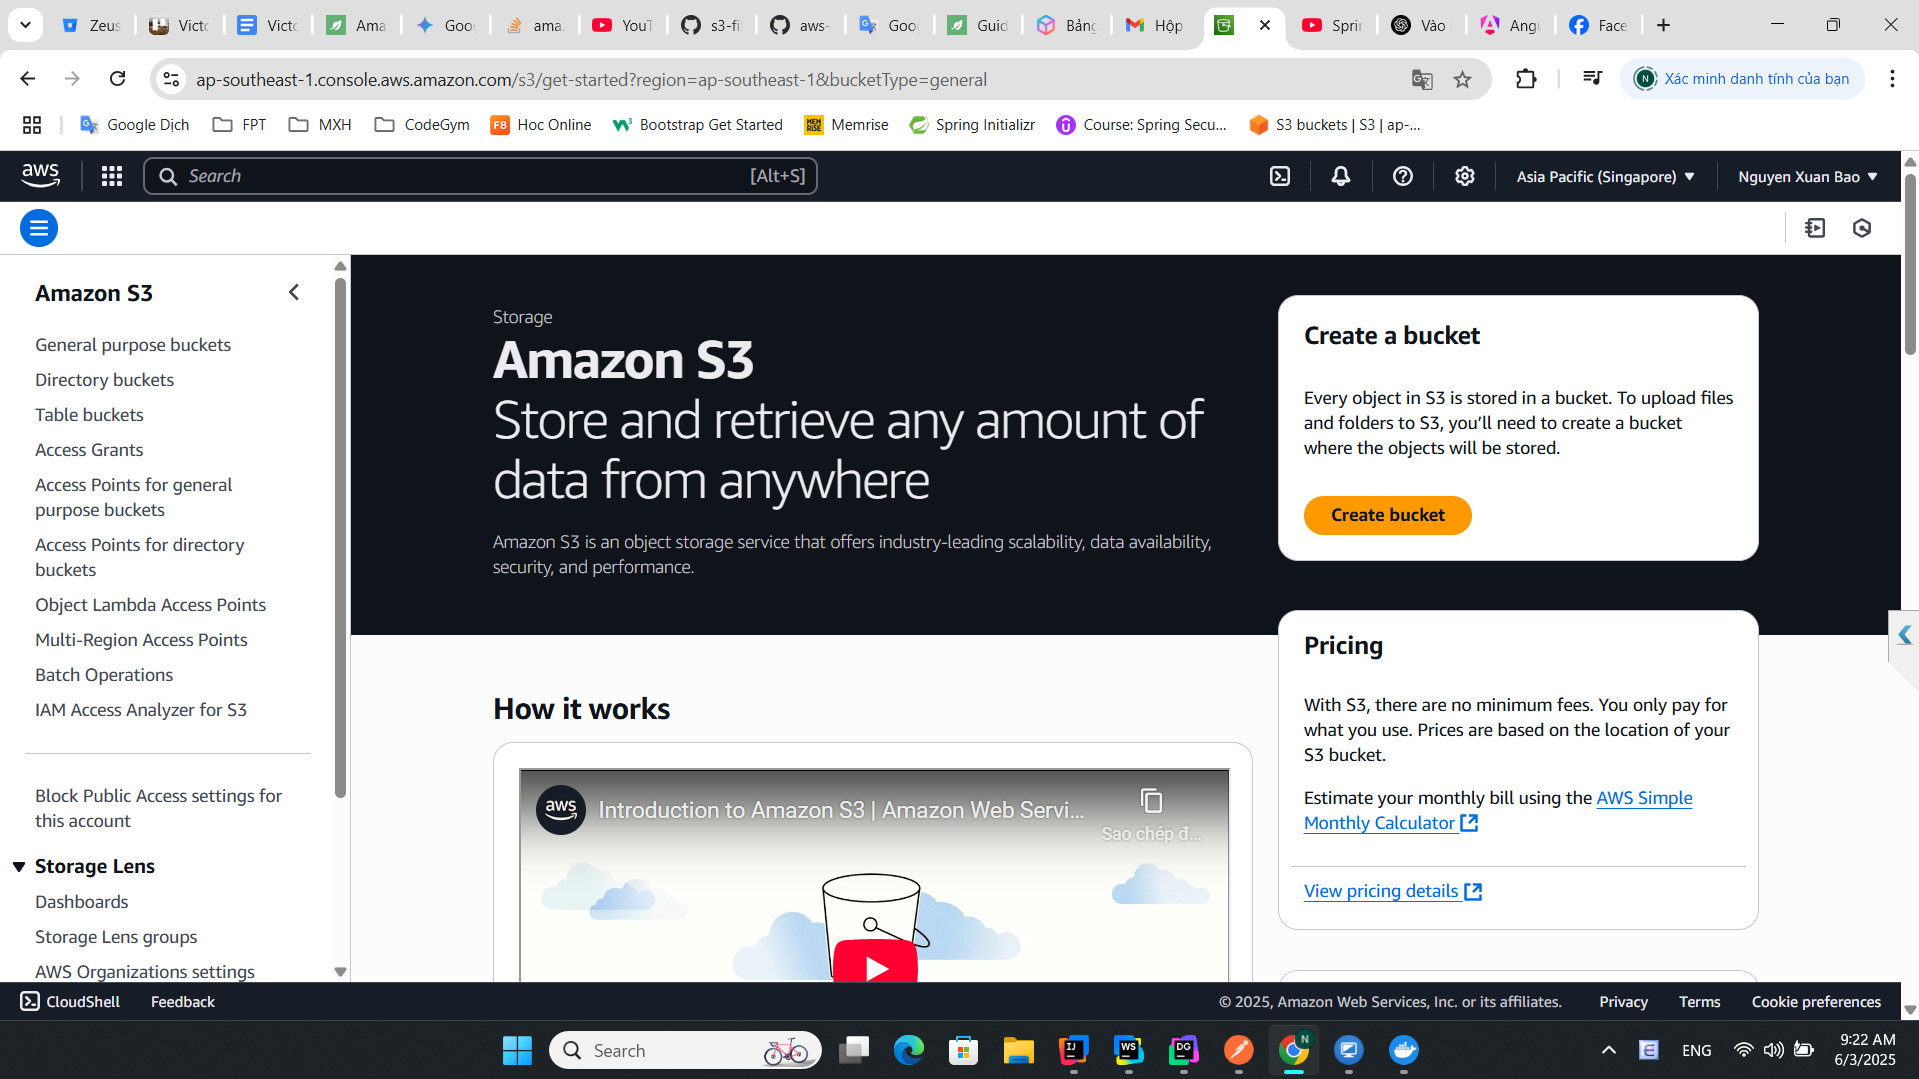 Zeus
Victo
Victo
Ama
Goo
ama
YouT
s3-fi
aws-
Goo
Guid
Bảng
Hộp
Sprin
Vào
Angu
Face
ap-southeast-1.console.aws.amazon.com/s3/get-started?region=ap-southeast-1&bucketType=general
N
Xác minh danh tính của bạn
Google Dịch
FPT
MXH
CodeGym
F8
Hoc Online
Bootstrap Get Started
Memrise
Spring Initializr
Course: Spring Secu...
S3 buckets | S3 | ap-...
aws
Search
[Alt+S]
Asia Pacific (Singapore)
Nguyen Xuan Bao
Amazon S3
General purpose buckets
Directory buckets
Table buckets
Access Grants
Access Points for general
purpose buckets
Access Points for directory
buckets
Object Lambda Access Points
Multi-Region Access Points
Batch Operations
IAM Access Analyzer for S3
Block Public Access settings for
this account
Storage Lens
Dashboards
Storage Lens groups
AWS Organizations settings
Storage
Amazon S3
Store and retrieve any amount of
data from anywhere
Amazon S3 is an object storage service that offers industry-leading scalability, data availability,
security, and performance.
How it works
aws
Introduction to Amazon S3 | Amazon Web Servi...
Sao chép đ...
Create a bucket
Every object in S3 is stored in a bucket. To upload files
and folders to S3, you’ll need to create a bucket
where the objects will be stored.
Create bucket
Pricing
With S3, there are no minimum fees. You only pay for
what you use. Prices are based on the location of your
S3 bucket.
Estimate your monthly bill using the AWS Simple
Monthly Calculator
View pricing details
CloudShell
Feedback
© 2025, Amazon Web Services, Inc. or its affiliates.
Privacy
Terms
Cookie preferences
Search
IJ
WS
DG
N
E
ENG
9:22 AM
6/3/2025